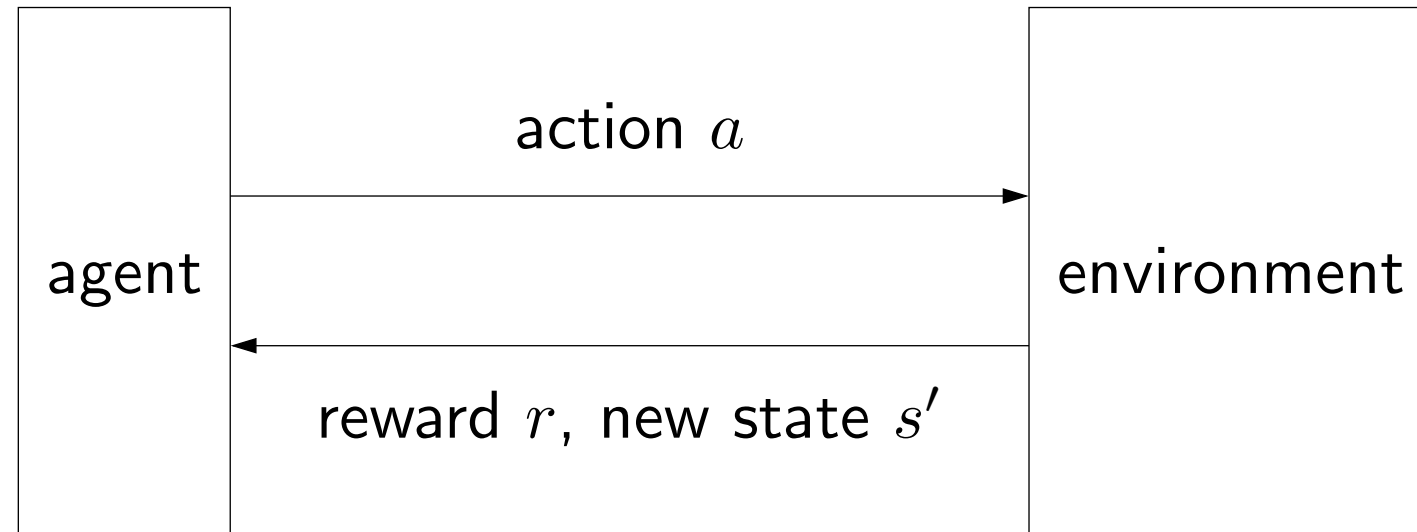 action a
agent
environment
reward r, new state s′